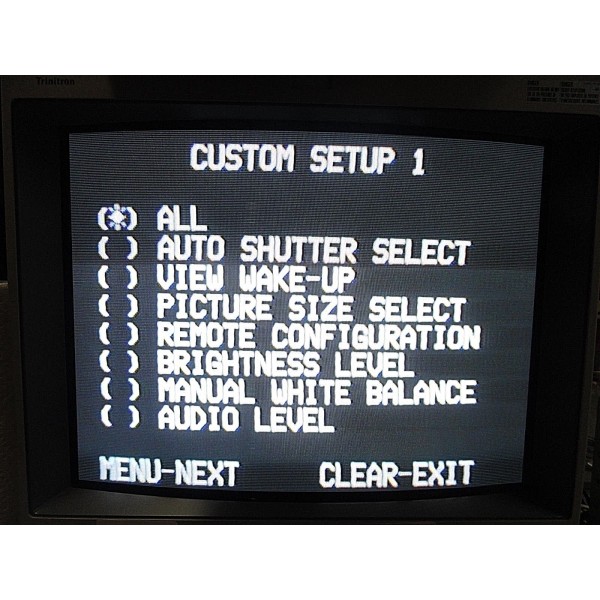 Trinitron
CUSTOM SETUP 1
(*) ALL
( ) AUTO SHUTTER SELECT
( ) VIEW WAKE-UP
( ) PICTURE SIZE SELECT
( ) REMOTE CONFIGURATION
( ) BRIGHTNESS LEVEL
( ) MANUAL WHITE BALANCE
( ) AUDIO LEVEL
MENU-NEXT CLEAR-EXIT